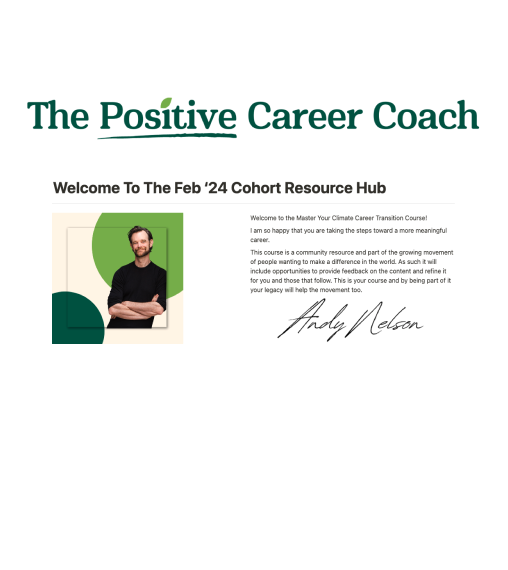 The Positive Career Coach
Welcome To The Feb '24 Cohort Resource Hub
Welcome to the Master Your Climate Career Transition Course!
I am so happy that you are taking the steps toward a more meaningful
career.
This course is a community resource and part of the growing movement
of people wanting to make a difference in the world. As such it will
include opportunities to provide feedback on the content and refine it
for you and those that follow. This is your course and by being part of it
your legacy will help the movement too.
Andy Nelson